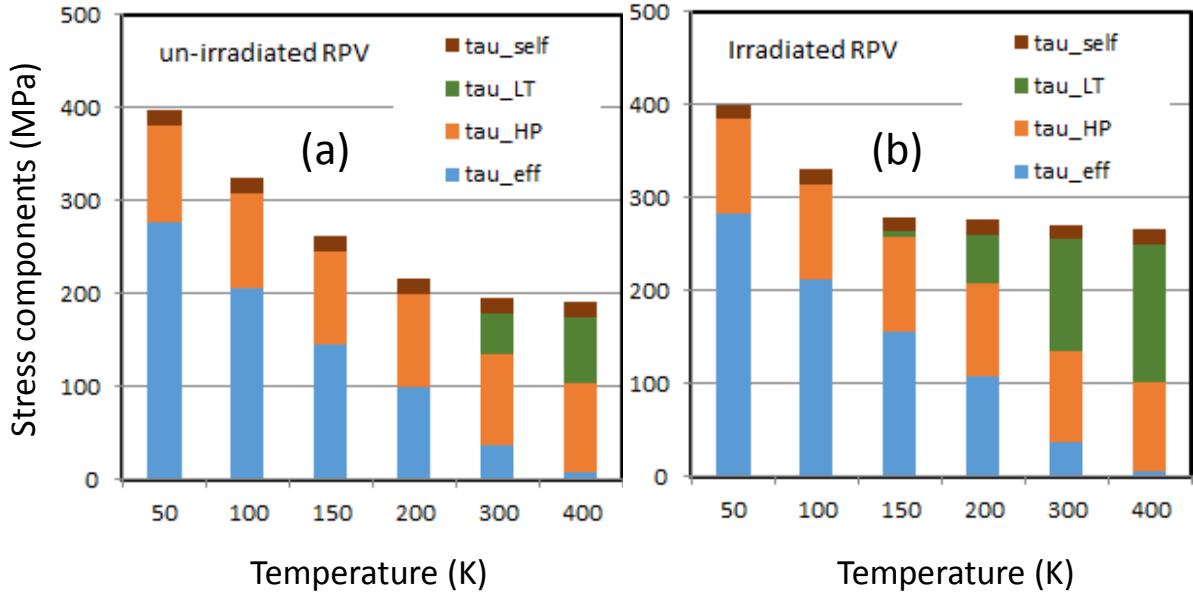 Stress components (MPa)
500
400
300
200
100
0
un-irradiated RPV
(a)
tau_self
tau_LT
tau_HP
tau_eff
50 100 150 200 300 400
Temperature (K)
500
400
300
200
100
0
Irradiated RPV
(b)
tau_self
tau_LT
tau_HP
tau_eff
50 100 150 200 300 400
Temperature (K)